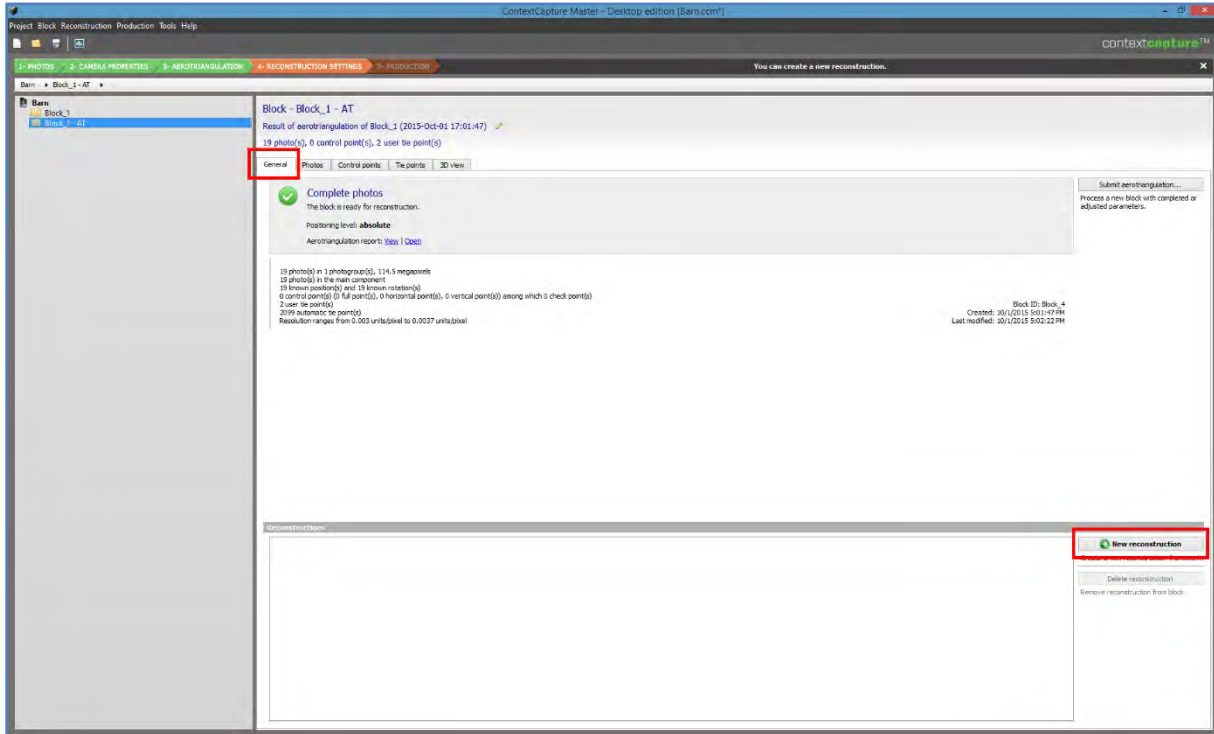 ContextCapture Master - Desktop edition [Barn.ccm*]
Project Block Reconstruction Production Tools Help
contextcapture™
1- PHOTOS 2- CAMERA PROPERTIES 3- AEROTRIANGULATION 4- RECONSTRUCTION SETTINGS 5- PRODUCTION You can create a new reconstruction.
Barn Block_1 - AT
Barn
Block_1
Block_1 - AT
Block - Block_1 - AT
Result of aerotriangulation of Block_1 (2015-Oct-01 17:01:47)
19 photo(s), 0 control point(s), 2 user tie point(s)
General Photos Control points Tie points 3D view
Complete photos
The block is ready for reconstruction.
Positioning level: absolute
Aerotriangulation report: View | Open
Submit aerotriangulation...
Process a new block with completed or
adjusted parameters.
19 photo(s) in 1 photogroup(s), 114.5 megapixels
19 photo(s) in the main component
19 known position(s) and 19 known rotation(s)
0 control point(s) (0 full point(s), 0 horizontal point(s), 0 vertical point(s)) among which 0 check point(s)
2 user tie point(s)
2099 automatic tie point(s)
Resolution ranges from 0.003 units/pixel to 0.0037 units/pixel
Block ID: Block_4
Created: 10/1/2015 5:01:47 PM
Last modified: 10/1/2015 5:02:22 PM
Reconstructions
New reconstruction
Delete reconstruction
Remove reconstruction from block.